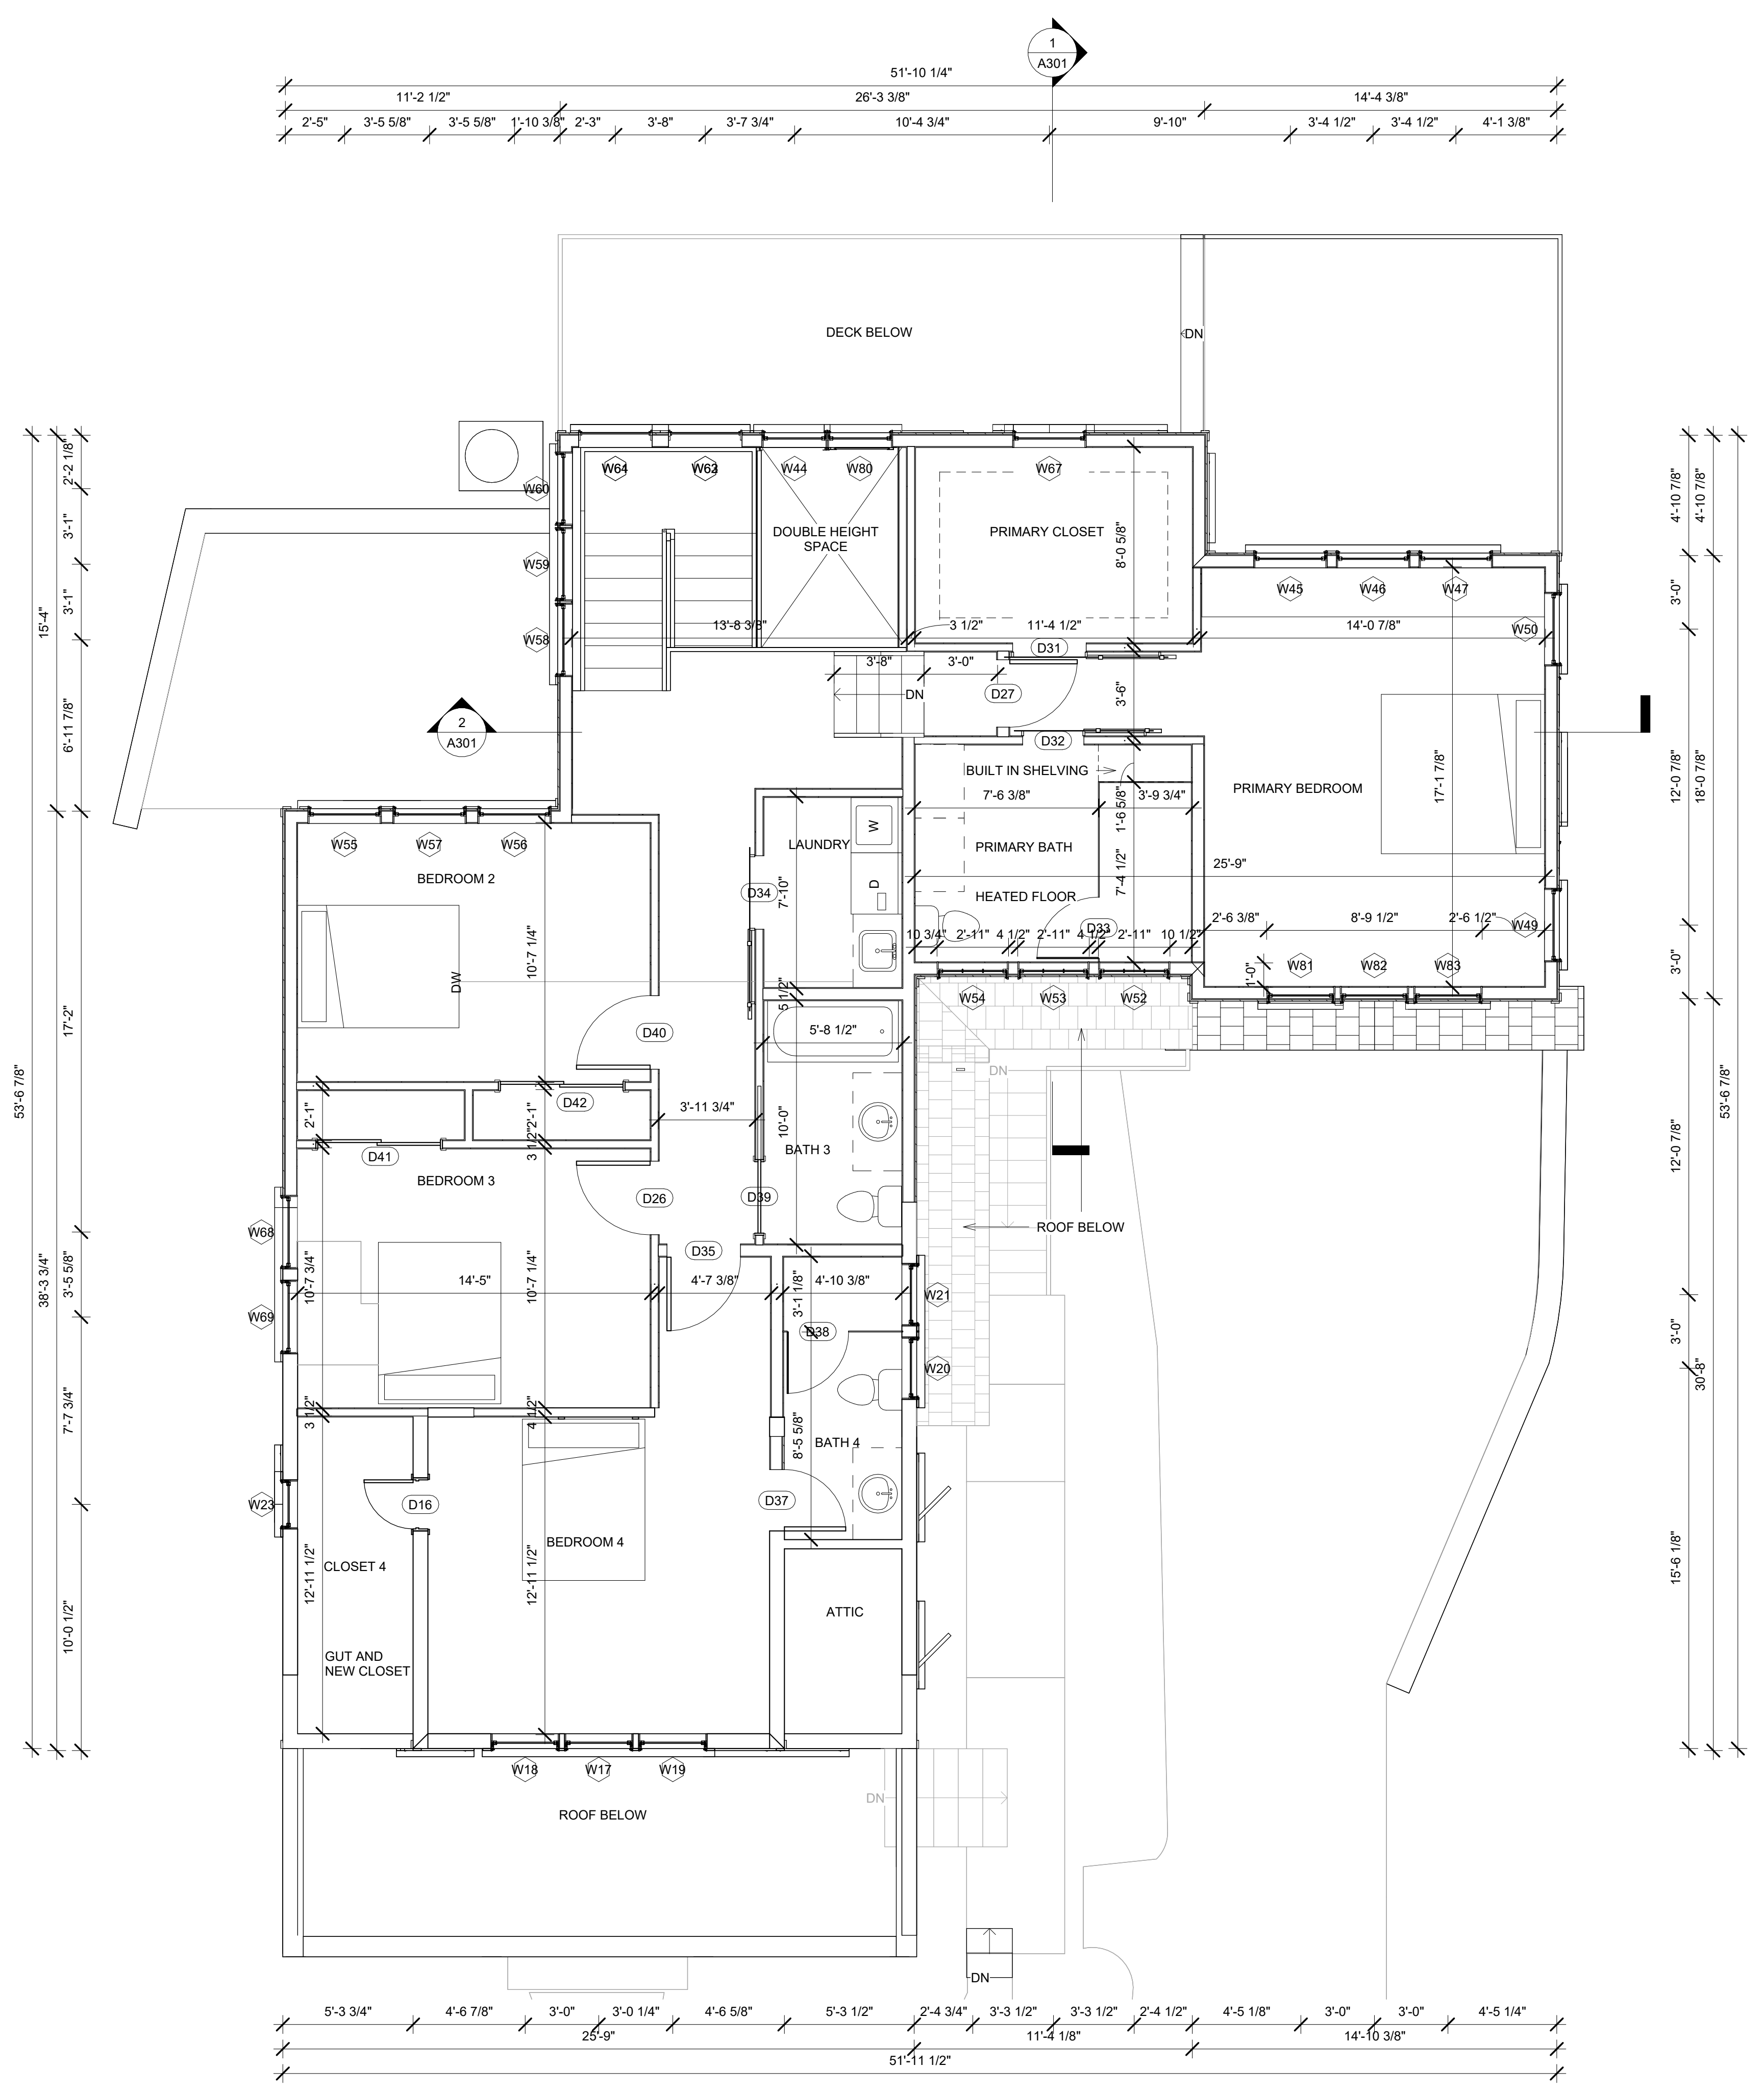 1
A301
51'-10 1/4"
11'-2 1/2" 26'-3 3/8" 14'-4 3/8"
2'-5" 3'-5 5/8" 3'-5 5/8" 1'-10 3/8" 2'-3" 3'-8" 3'-7 3/4" 10'-4 3/4" 9'-10" 3'-4 1/2" 3'-4 1/2" 4'-1 3/8"
DECK BELOW
DN
2'-2 1/8"
3'-1"
3'-1"
6'-11 7/8"
15'-4"
17'-2"
53'-6 7/8"
38'-3 3/4"
3'-5 5/8"
7'-7 3/4"
10'-0 1/2"
W60
W59
W58
W64 W62 W44 W80 W67
DOUBLE HEIGHT
SPACE
PRIMARY CLOSET
8'-0 5/8"
W45 W46 W47
W50
13'-8 3/8" 3 1/2" 11'-4 1/2" 14'-0 7/8"
D31
3'-8" 3'-0"
DN
D27
3'-6"
2
A301
D32
BUILT IN SHELVING
7'-6 3/8" 3'-9 3/4"
1'-6 5/8"
PRIMARY BEDROOM
17'-1 7/8"
W55 W57 W56
BEDROOM 2
LAUNDRY
W
D
D34
7'-10"
PRIMARY BATH
HEATED FLOOR
7'-4 1/2"
25'-9"
D33
10 3/4" 2'-11" 4 1/2" 2'-11" 4 1/2" 2'-11" 10 1/2"
2'-6 3/8" 8'-9 1/2" 2'-6 1/2"
W49
1'-0"
W81 W82 W83
W54 W53 W52
10'-7 1/4"
DW
5 1/2"
5'-8 1/2"
D40
DN
D42
2'-1"
2'-1"
3 1/2"
3'-11 3/4"
10'-0"
BATH 3
D41
BEDROOM 3
D26
D39
ROOF BELOW
W68
W69
D35
10'-7 3/4"
14'-5"
10'-7 1/4"
4'-7 3/8"
3'-1 1/8"
4'-10 3/8"
W21
D38
W20
3 1/2"
4 1/2"
8'-5 5/8"
BATH 4
W23
D16
D37
BEDROOM 4
CLOSET 4
12'-11 1/2"
12'-11 1/2"
ATTIC
GUT AND
NEW CLOSET
W18 W17 W19
ROOF BELOW
DN
DN
4'-10 7/8"
4'-10 7/8"
3'-0"
12'-0 7/8"
18'-0 7/8"
3'-0"
53'-6 7/8"
12'-0 7/8"
3'-0"
30'-8"
15'-6 1/8"
5'-3 3/4" 4'-6 7/8" 3'-0" 3'-0 1/4" 4'-6 5/8" 5'-3 1/2" 2'-4 3/4" 3'-3 1/2" 3'-3 1/2" 2'-4 1/2" 4'-5 1/8" 3'-0" 3'-0" 4'-5 1/4"
25'-9" 11'-4 1/8" 14'-10 3/8"
51'-11 1/2"